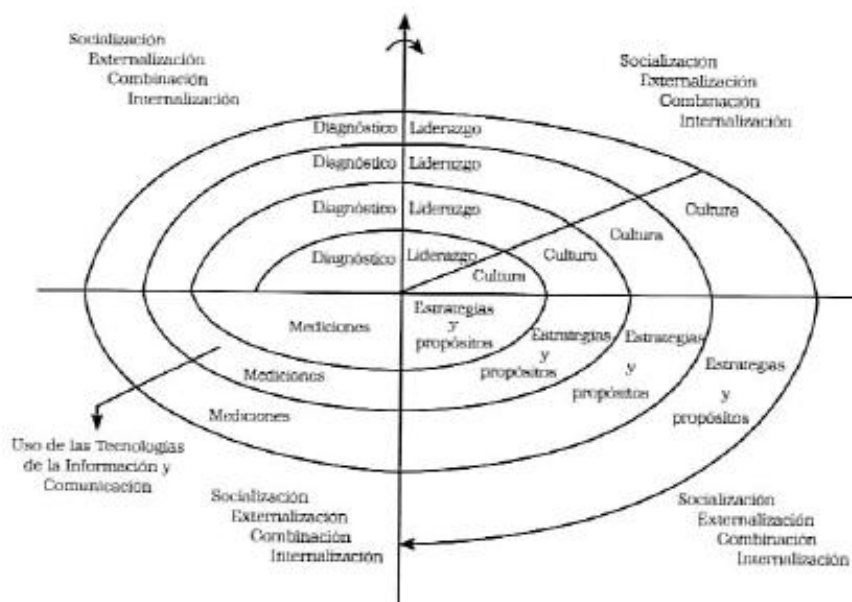 Socialización
Externalización
Combinación
Internalización
Socialización
Externalización
Combinación
Internalización
Diagnóstico Liderazgo
Diagnóstico Liderazgo
Diagnóstico Liderazgo
Diagnóstico Liderazgo
Cultura
Cultura
Cultura
Cultura
Mediciones
Mediciones
Mediciones
Estrategias
y
propósitos
Estrategias
y
propósitos
Estrategias
y
propósitos
Estrategias
y
propósitos
Uso de las Tecnologías
de la Información y
Comunicación
Socialización
Externalización
Combinación
Internalización
Socialización
Externalización
Combinación
Internalización